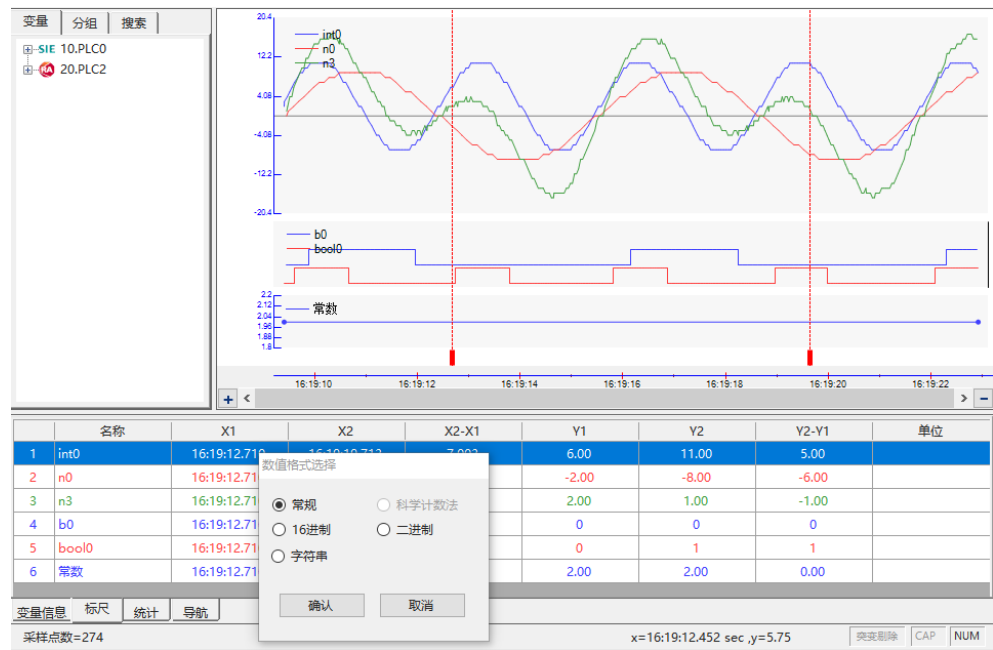 变量 分组 搜索
SIE 10.PLC0
RA 20.PLC2
20.4
12.2
4.08
-4.08
-12.2
-20.4
int0
n0
n3
b0
bool0
2.2
2.12
2.04
1.96
1.88
1.8
常数
16:19:10 16:19:12 16:19:14 16:19:16 16:19:18 16:19:20 16:19:22
+ < > −
名称 X1 X2 X2-X1 Y1 Y2 Y2-Y1 单位
1 int0 16:19:12.710 16:19:19.712 7.002 6.00 11.00 5.00
2 n0 16:19:12.71 -2.00 -8.00 -6.00
3 n3 16:19:12.71 2.00 1.00 -1.00
4 b0 16:19:12.71 0 0 0
5 bool0 16:19:12.71 0 1 1
6 常数 16:19:12.71 2.00 2.00 0.00
数值格式选择
常规 科学计数法
16进制 二进制
字符串
确认 取消
变量信息 标尺 统计 导航
采样点数=274 x=16:19:12.452 sec ,y=5.75 突变剔除 CAP NUM